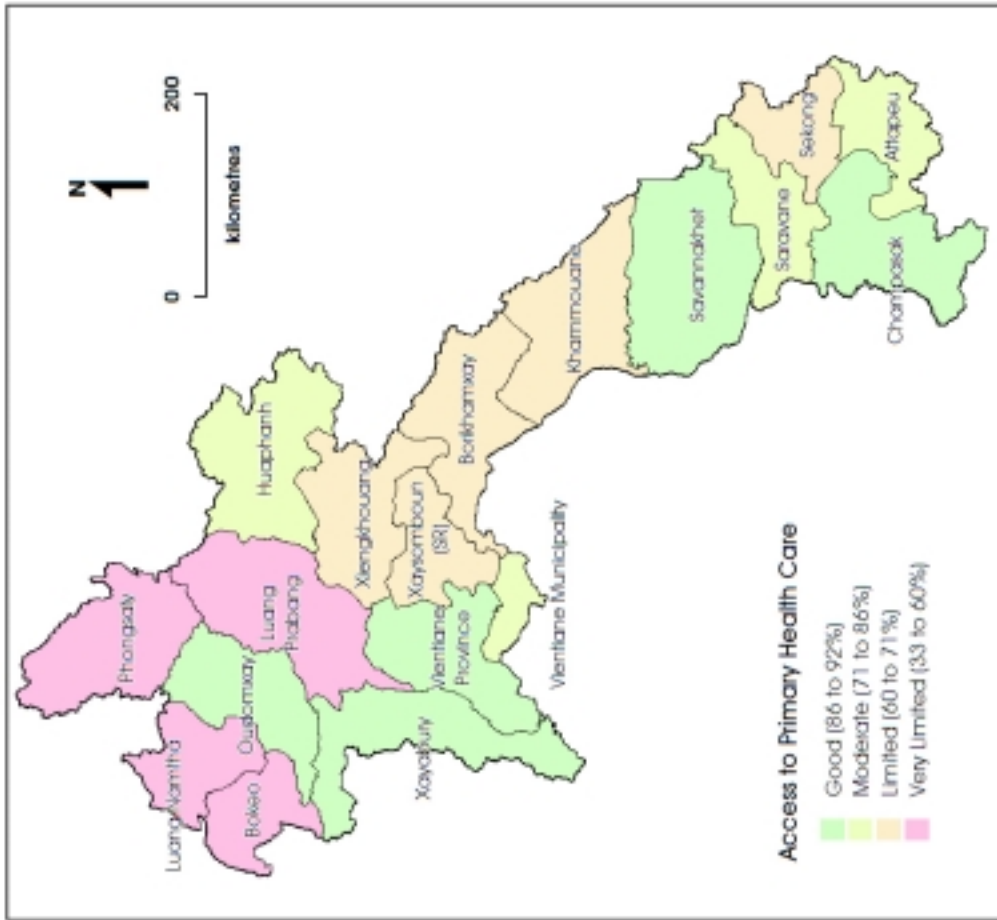 N
0
200
kilometres
Phongsaly
Luang Namtha
Bokeo
Oudomxay
Luang
Prabang
Huaphanh
Xayabury
Vientiane
Province
Xiengkhouang
Xaysomboun
(SR)
Borikhamxay
Vientiane Municipality
Khammouane
Savannakhet
Saravane
Sekong
Champasak
Attapeu
Access to Primary Health Care
Good (86 to 92%)
Moderate (71 to 86%)
Limited (60 to 71%)
Very Limited (33 to 60%)